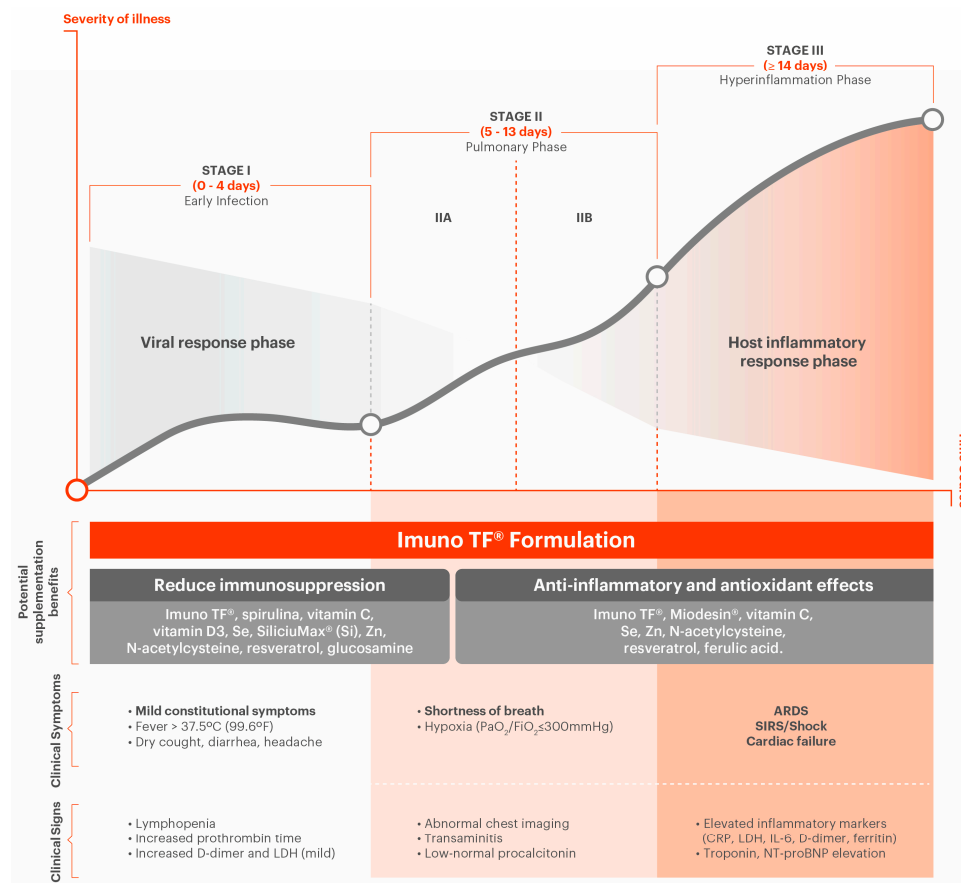 Severity of illness
STAGE III
(≥ 14 days)
Hyperinflammation Phase
STAGE II
(5 - 13 days)
Pulmonary Phase
STAGE I
(0 - 4 days)
Early Infection
IIA
IIB
Viral response phase
Host inflammatory
response phase
Potential
supplementation
benefits
Imuno TF® Formulation
Reduce immunosuppression
Imuno TF®, spirulina, vitamin C,
vitamin D3, Se, SiliciuMax® (Si), Zn,
N-acetylcysteine, resveratrol, glucosamine
Anti-inflammatory and antioxidant effects
Imuno TF®, Miodesin®, vitamin C,
Se, Zn, N-acetylcysteine,
resveratrol, ferulic acid.
Clinical Symptoms
• Mild constitutional symptoms
• Fever > 37.5ºC (99.6ºF)
• Dry cought, diarrhea, headache
• Shortness of breath
• Hypoxia (PaO₂/FiO₂≤300mmHg)
ARDS
SIRS/Shock
Cardiac failure
Clinical Signs
• Lymphopenia
• Increased prothrombin time
• Increased D-dimer and LDH (mild)
• Abnormal chest imaging
• Transaminitis
• Low-normal procalcitonin
• Elevated inflammatory markers
(CRP, LDH, IL-6, D-dimer, ferritin)
• Troponin, NT-proBNP elevation